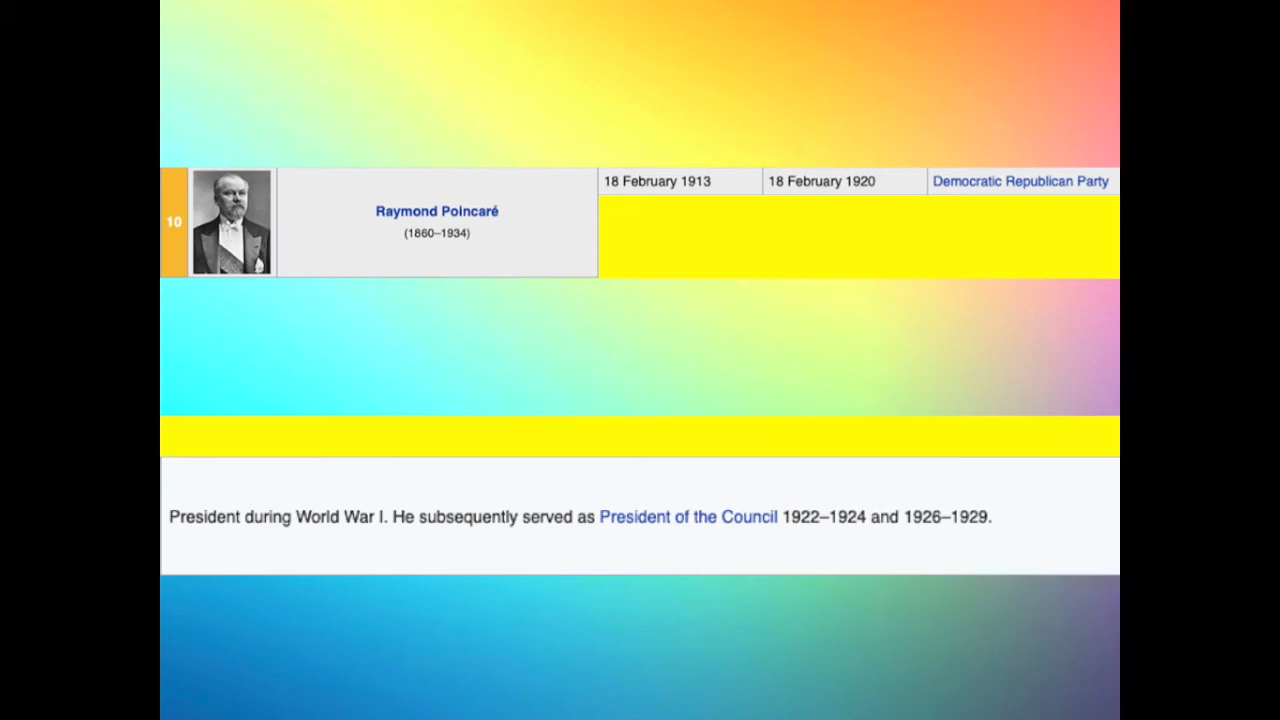 10
Raymond Poincaré
(1860–1934)
18 February 1913
18 February 1920
Democratic Republican Party
President during World War I. He subsequently served as President of the Council 1922–1924 and 1926–1929.